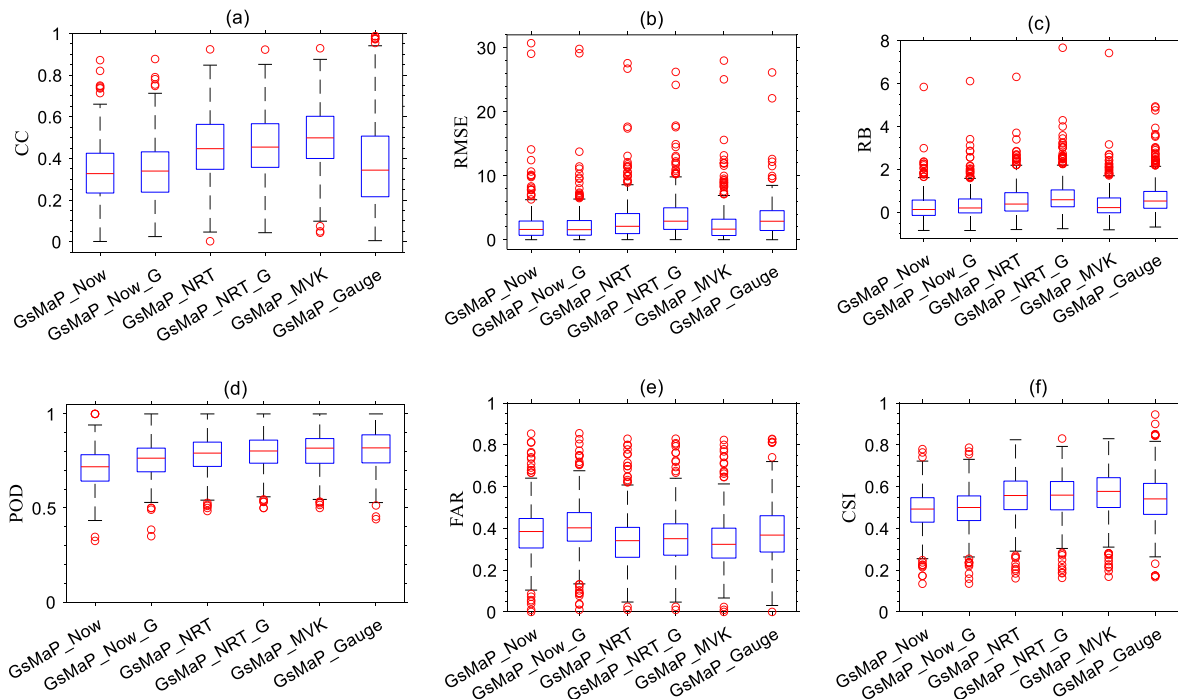 (a)
CC
1
0.8
0.6
0.4
0.2
0
GsMaP_Now
GsMaP_Now_G
GsMaP_NRT
GsMaP_NRT_G
GsMaP_MVK
GsMaP_Gauge
(b)
RMSE
30
20
10
0
GsMaP_Now
GsMaP_Now_G
GsMaP_NRT
GsMaP_NRT_G
GsMaP_MVK
GsMaP_Gauge
(c)
RB
8
6
4
2
0
GsMaP_Now
GsMaP_Now_G
GsMaP_NRT
GsMaP_NRT_G
GsMaP_MVK
GsMaP_Gauge
(d)
POD
1
0.5
0
GsMaP_Now
GsMaP_Now_G
GsMaP_NRT
GsMaP_NRT_G
GsMaP_MVK
GsMaP_Gauge
(e)
FAR
1
0.8
0.6
0.4
0.2
0
GsMaP_Now
GsMaP_Now_G
GsMaP_NRT
GsMaP_NRT_G
GsMaP_MVK
GsMaP_Gauge
(f)
CSI
1
0.8
0.6
0.4
0.2
0
GsMaP_Now
GsMaP_Now_G
GsMaP_NRT
GsMaP_NRT_G
GsMaP_MVK
GsMaP_Gauge